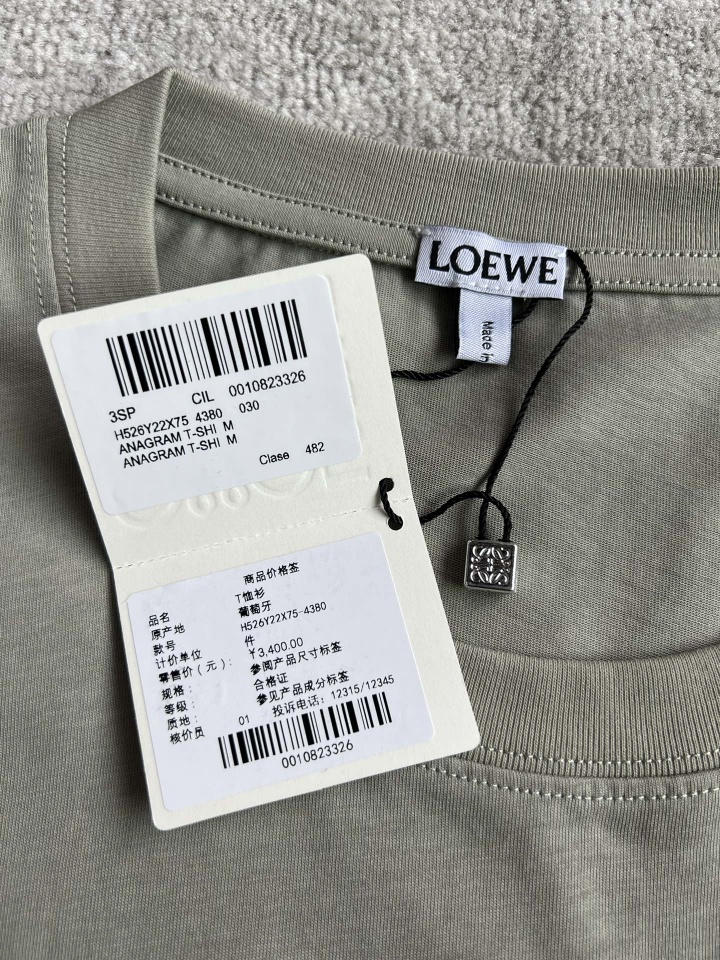 LOEWE
Made in
3SP CIL 0010823326
H526Y22X75 4380 030
ANAGRAM T-SHI M
ANAGRAM T-SHI M
Clase 482
商品价格签
品名 T恤衫
原产地 葡萄牙
款号 H526Y22X75-4380
计价单位 件
零售价(元): ￥3,400.00
规格: 参阅产品尺寸标签
等级: 合格证
质地: 参见产品成分标签
核价员 01 投诉电话: 12315/12345
0010823326